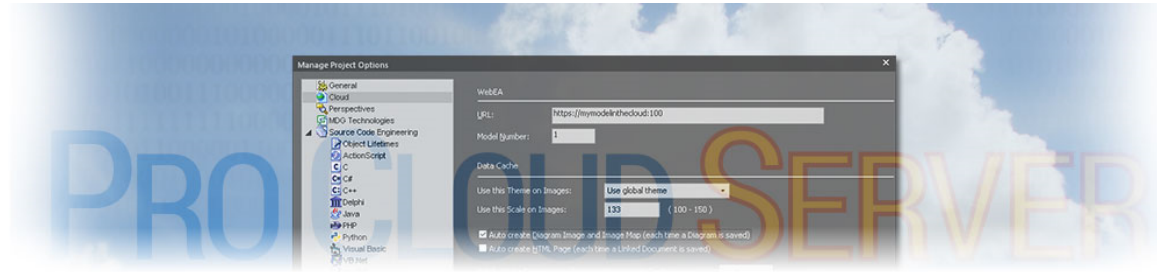 Manage Project Options
General
Cloud
Perspectives
MDG Technologies
Source Code Engineering
Object Lifetimes
ActionScript
C
C#
C++
Delphi
Java
PHP
Python
Visual Basic
VB.Net
WebEA
URL: https://mymodelinthecloud:100
Model Number: 1
Data Cache
Use this Theme on Images: Use global theme
Use this Scale on Images: 133 ( 100 - 150 )
Auto create Diagram Image and Image Map (each time a Diagram is saved)
Auto create HTML Page (each time a Linked Document is saved)
PRO CLOUD SERVER